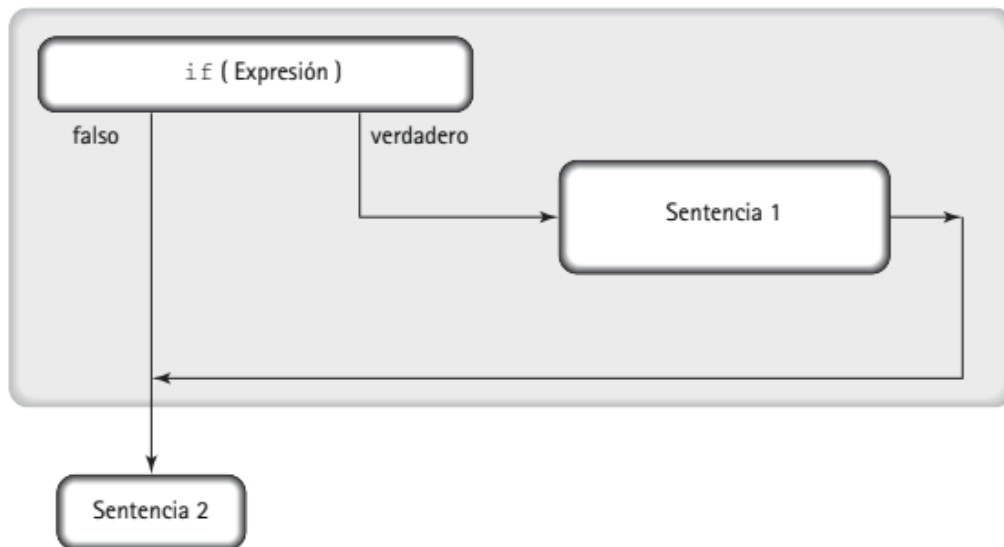 if ( Expresión )
falso
verdadero
Sentencia 1
Sentencia 2